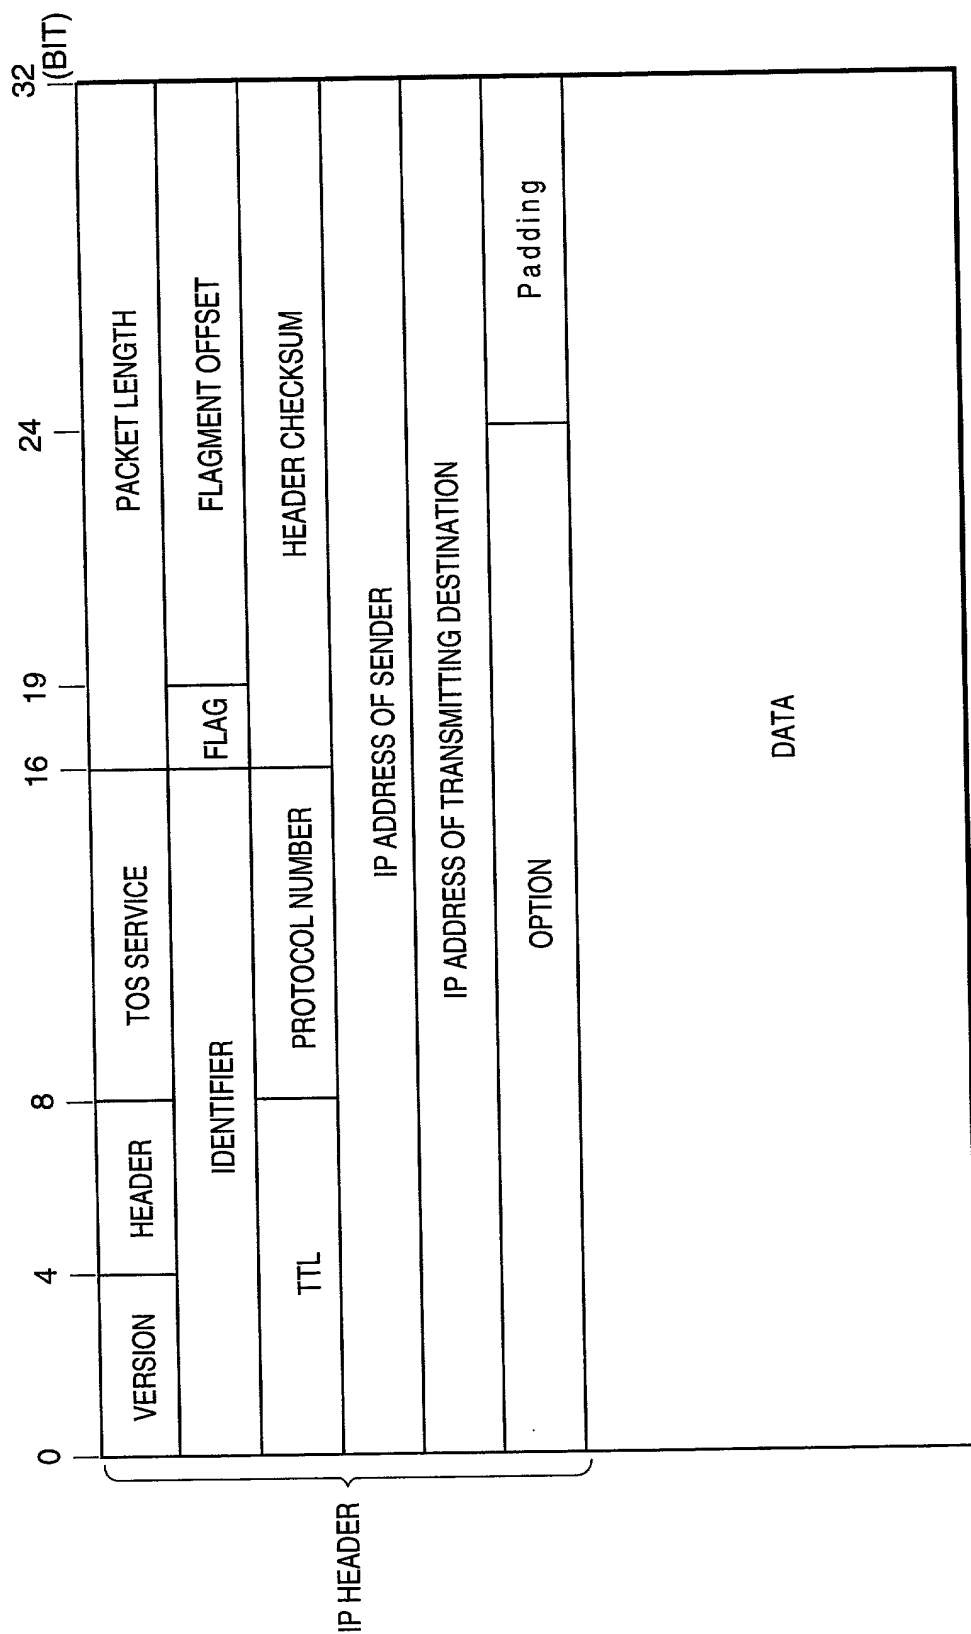 0 4 8 16 19 24 32
(BIT)
VERSION HEADER TOS SERVICE PACKET LENGTH
IDENTIFIER FLAG FLAGMENT OFFSET
TTL PROTOCOL NUMBER HEADER CHECKSUM
IP ADDRESS OF SENDER
IP ADDRESS OF TRANSMITTING DESTINATION
OPTION Padding
IP HEADER
DATA